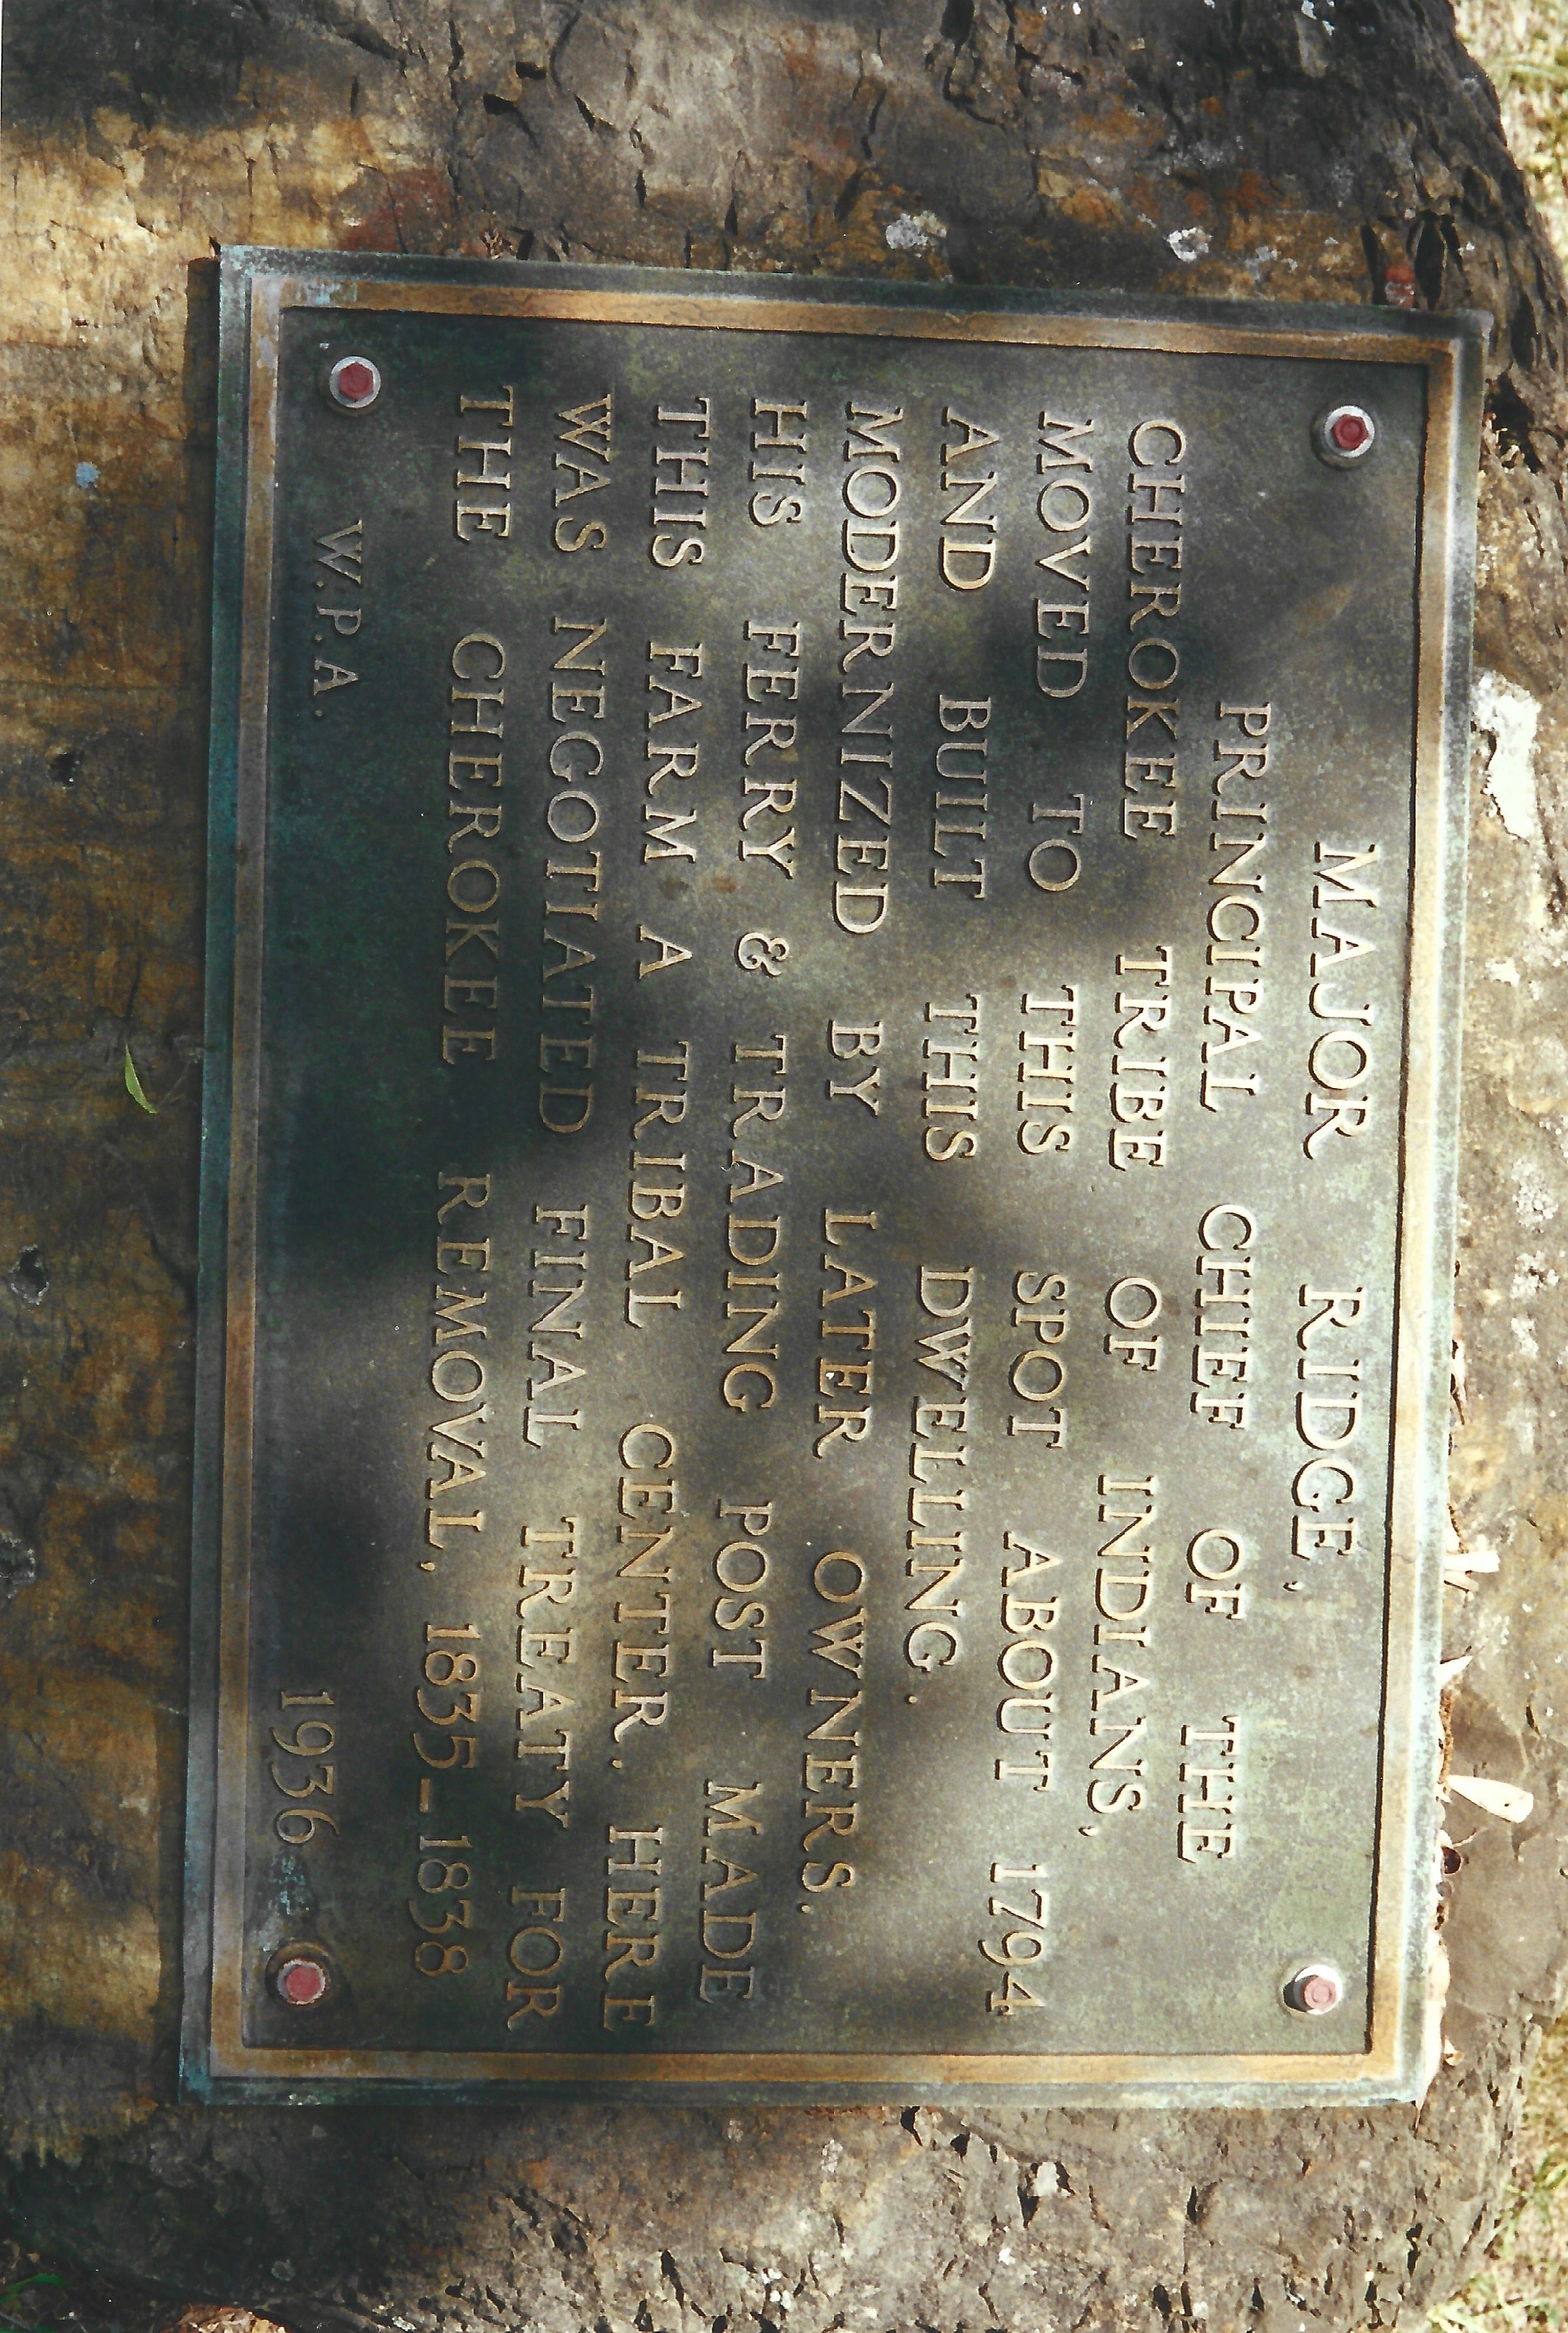 MAJOR RIDGE,
PRINCIPAL CHIEF OF THE
CHEROKEE TRIBE OF INDIANS,
MOVED TO THIS SPOT ABOUT 1794
AND BUILT THIS DWELLING.
MODERNIZED BY LATER OWNERS.
HIS FERRY & TRADING POST MADE
THIS FARM A TRIBAL CENTER. HERE
WAS NEGOTIATED FINAL TREATY FOR
THE CHEROKEE REMOVAL, 1835-1838
W.P.A. 1936